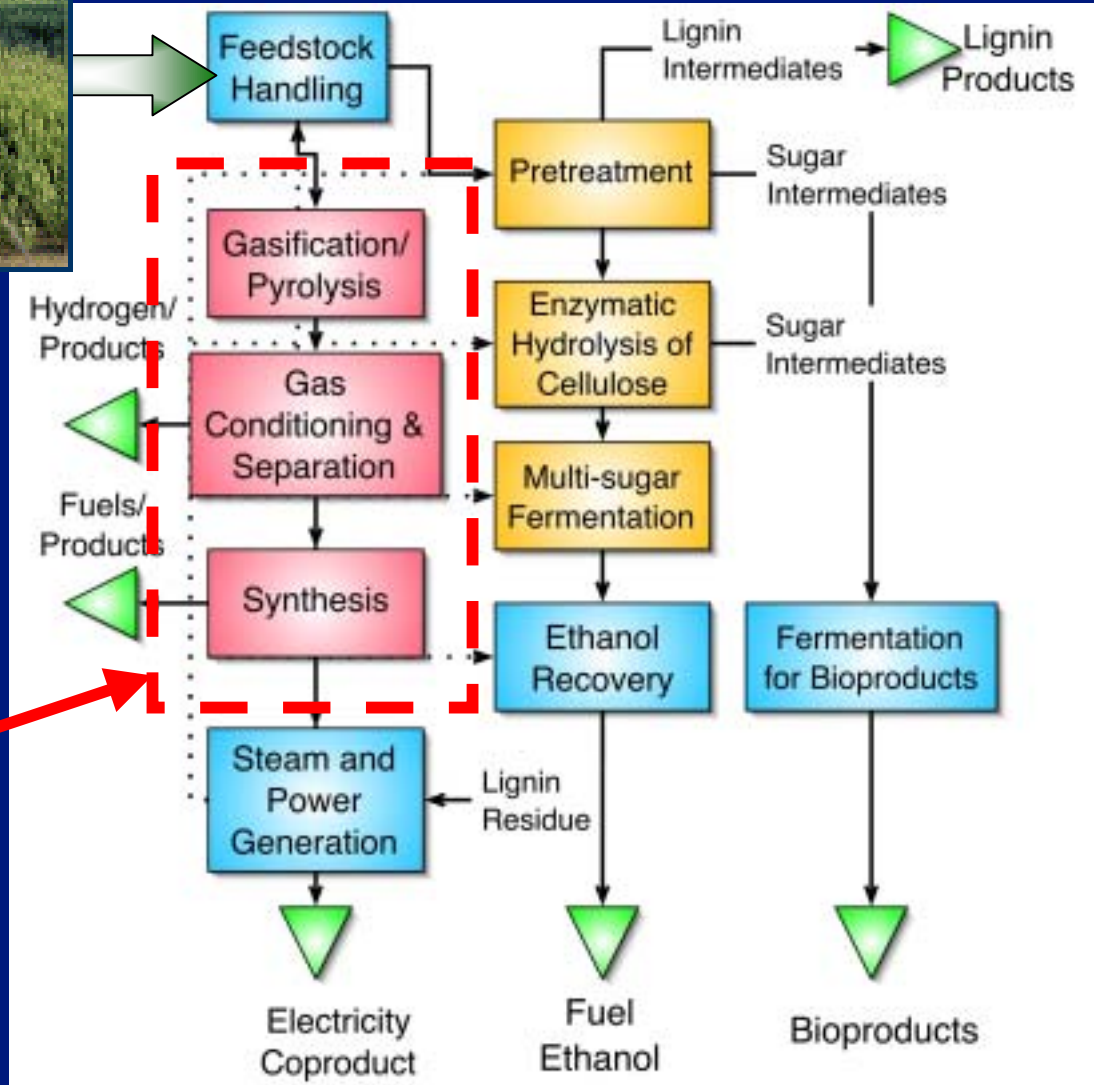 Feedstock
Handling
Lignin
Intermediates
Lignin
Products
Pretreatment
Sugar
Intermediates
Gasification/
Pyrolysis
Hydrogen/
Products
Enzymatic
Hydrolysis of
Cellulose
Sugar
Intermediates
Gas
Conditioning &
Separation
Multi-sugar
Fermentation
Fuels/
Products
Synthesis
Ethanol
Recovery
Fermentation
for Bioproducts
Steam and
Power
Generation
Lignin
Residue
Electricity
Coproduct
Fuel
Ethanol
Bioproducts